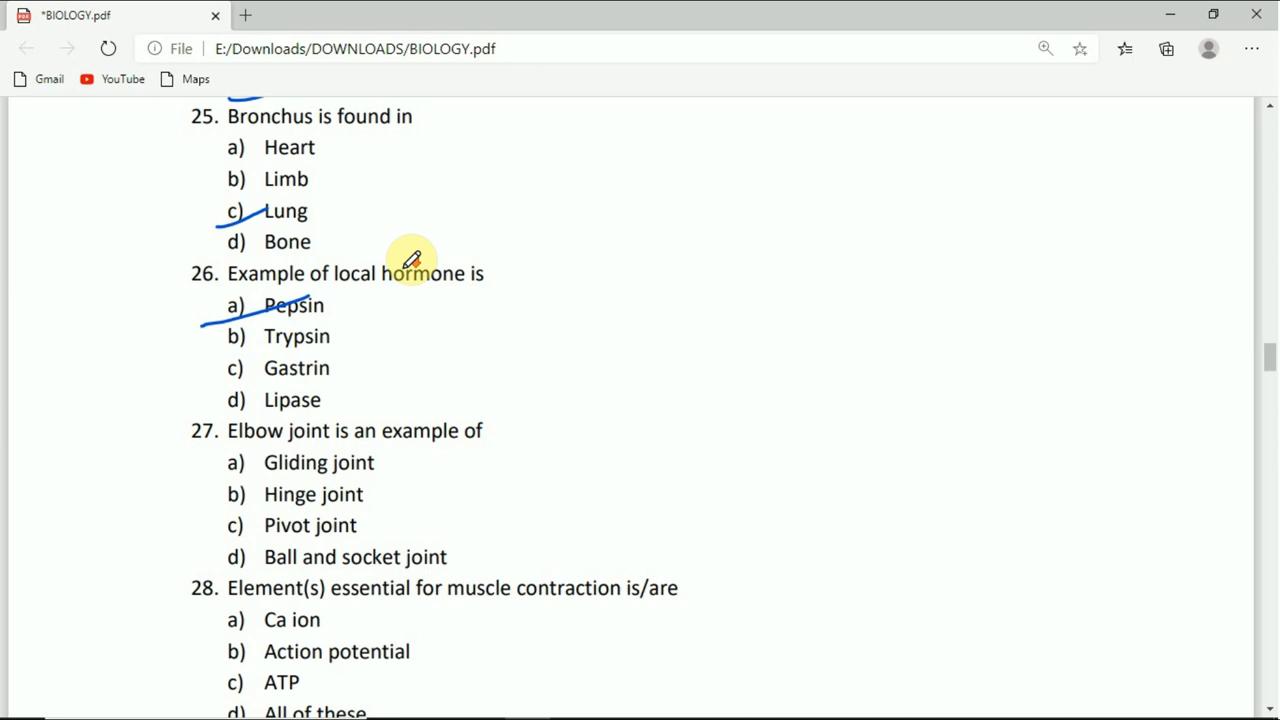 *BIOLOGY.pdf
File E:/Downloads/DOWNLOADS/BIOLOGY.pdf
Gmail YouTube Maps
25. Bronchus is found in
a) Heart
b) Limb
c) Lung
d) Bone
26. Example of local hormone is
a) Pepsin
b) Trypsin
c) Gastrin
d) Lipase
27. Elbow joint is an example of
a) Gliding joint
b) Hinge joint
c) Pivot joint
d) Ball and socket joint
28. Element(s) essential for muscle contraction is/are
a) Ca ion
b) Action potential
c) ATP
d) All of these